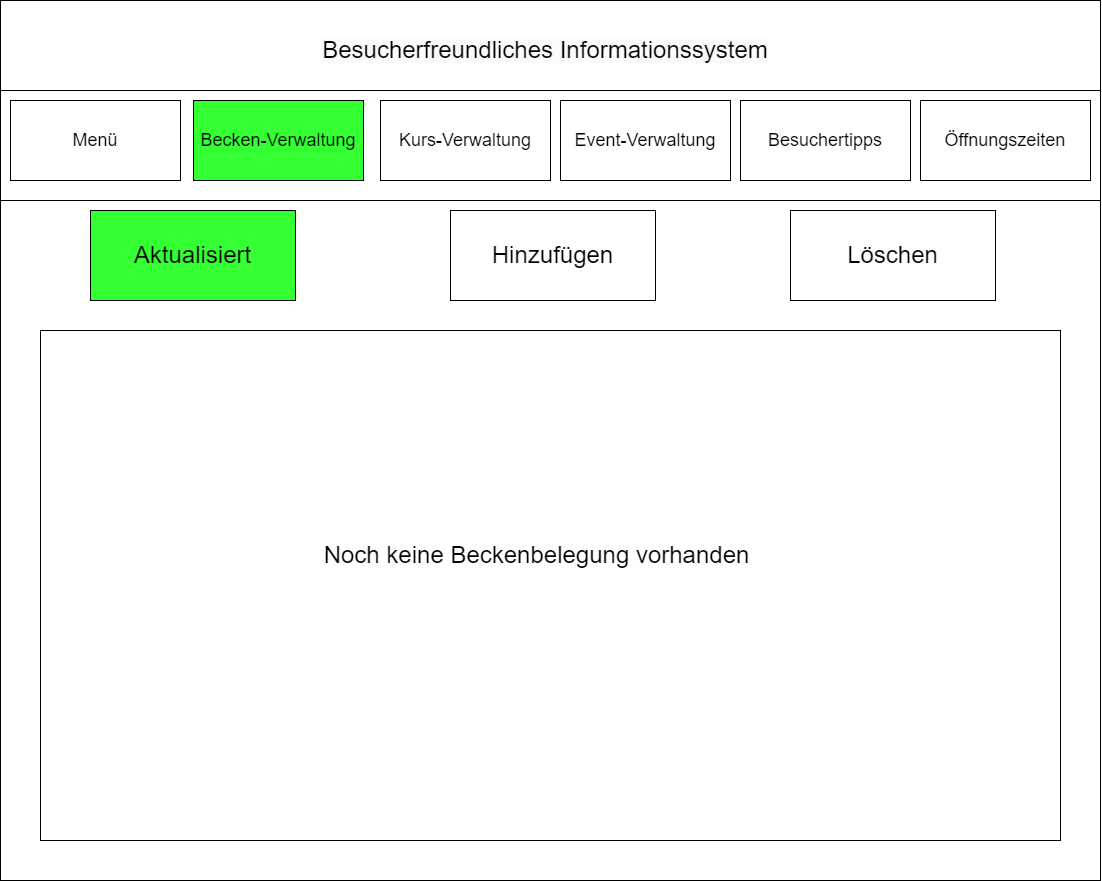 Besucherfreundliches Informationssystem
Menü
Becken-Verwaltung
Kurs-Verwaltung
Event-Verwaltung
Besuchertipps
Öffnungszeiten
Aktualisiert
Hinzufügen
Löschen
Noch keine Beckenbelegung vorhanden